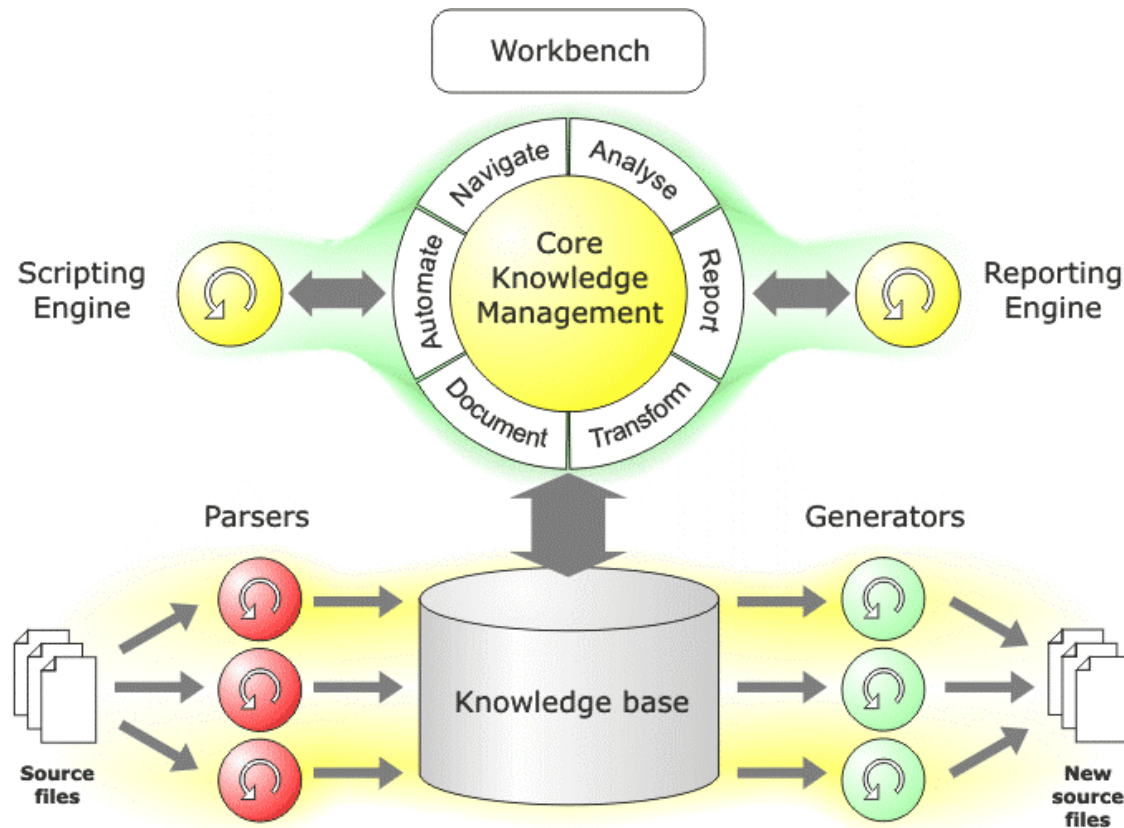 Workbench
Navigate
Analyse
Automate
Report
Document
Transform
Core
Knowledge
Management
Scripting
Engine
Reporting
Engine
Parsers
Generators
Knowledge base
Source
files
New
source
files